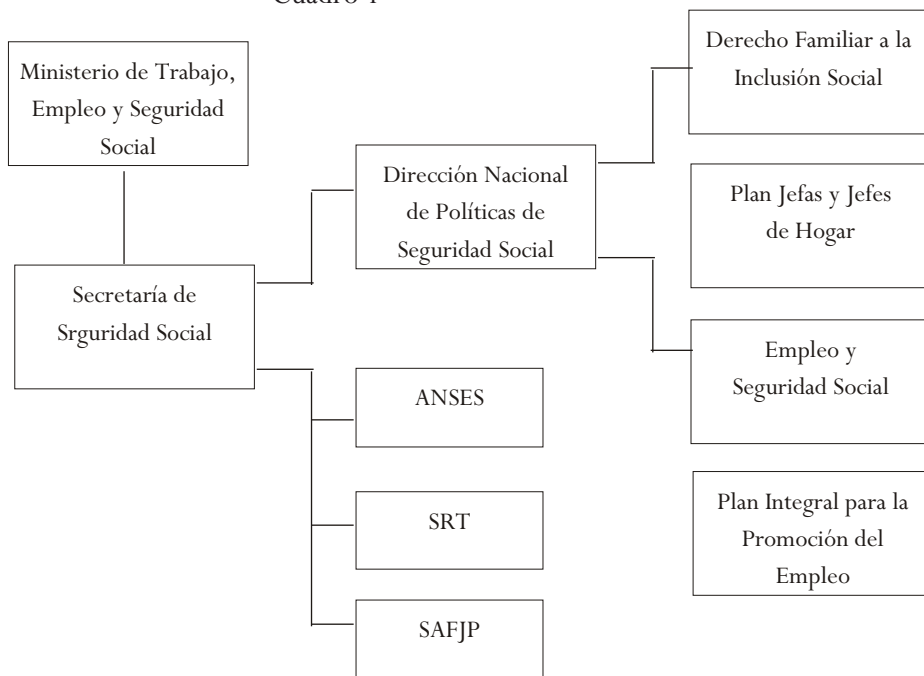 Ministerio de Trabajo,
Empleo y Seguridad
Social
Secretaría de
Srguridad Social
Dirección Nacional
de Políticas de
Seguridad Social
ANSES
SRT
SAFJP
Derecho Familiar a la
Inclusión Social
Plan Jefas y Jefes
de Hogar
Empleo y
Seguridad Social
Plan Integral para la
Promoción del
Empleo